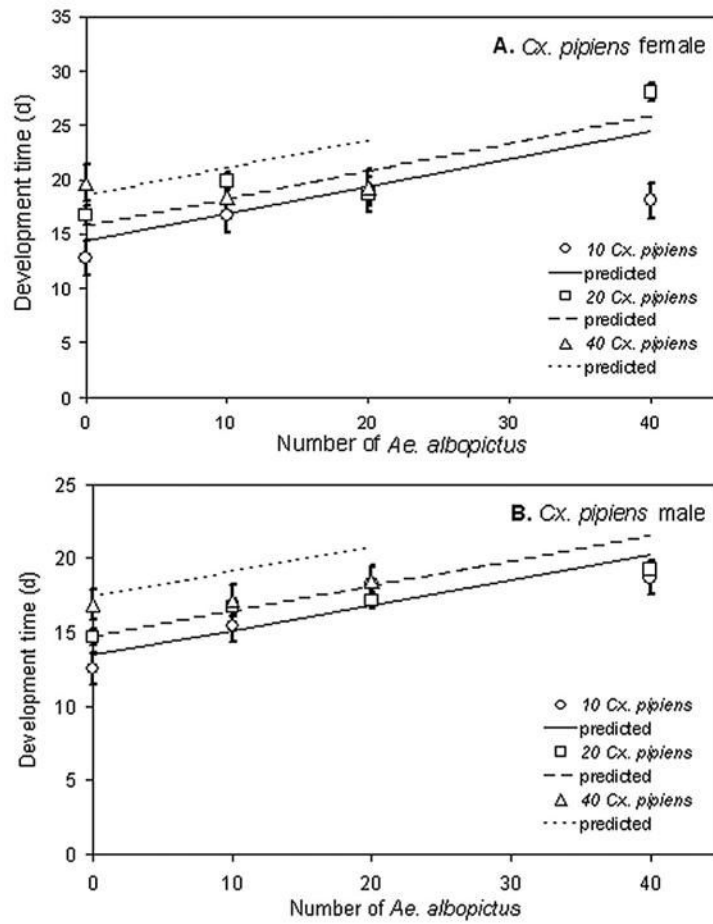 A. Cx. pipiens female
Development time (d)
35
30
25
20
15
10
5
0
10 Cx. pipiens
predicted
20 Cx. pipiens
predicted
40 Cx. pipiens
predicted
0 10 20 30 40
Number of Ae. albopictus
B. Cx. pipiens male
Development time (d)
25
20
15
10
5
0
10 Cx. pipiens
predicted
20 Cx. pipiens
predicted
40 Cx. pipiens
predicted
0 10 20 30 40
Number of Ae. albopictus